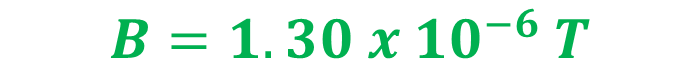 B = 1.30 x 10⁻⁶ T